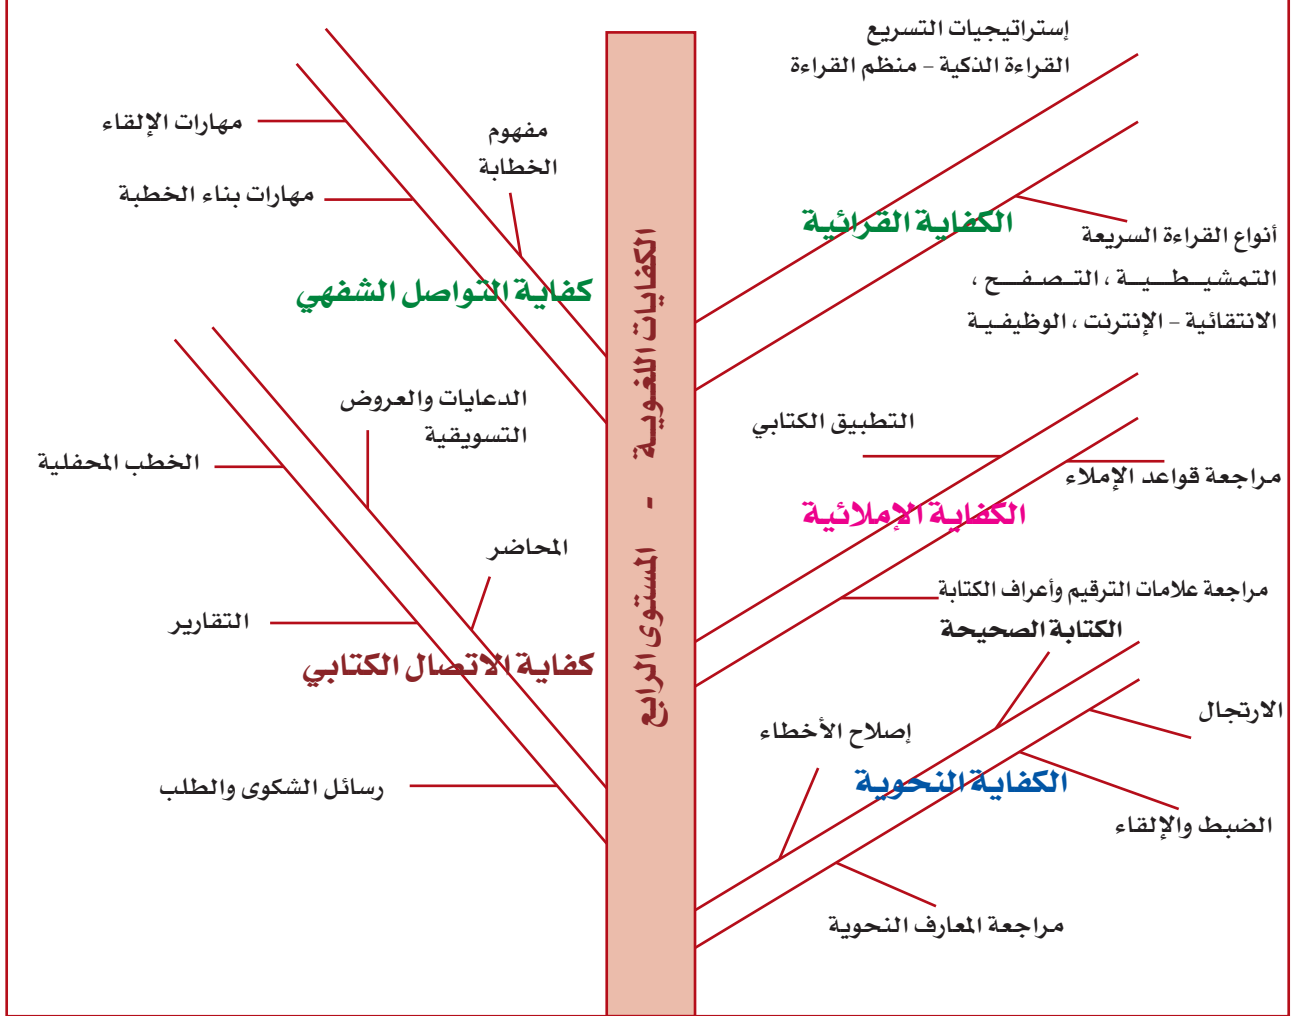 إستراتيجيات التسريع
القراءة الذكية – منظم القراءة
الكفاية القرائية
أنواع القراءة السريعة
التمشيطية ، التصفح ،
الانتقائية – الإنترنت ، الوظيفية
التطبيق الكتابي
مراجعة قواعد الإملاء
الكفاية الإملائية
مراجعة علامات الترقيم وأعراف الكتابة
الكتابة الصحيحة
الارتجال
إصلاح الأخطاء
الكفاية النحوية
الضبط والإلقاء
مراجعة المعارف النحوية
الكفايات اللغوية - المستوى الرابع
مهارات الإلقاء
مفهوم
الخطابة
مهارات بناء الخطبة
كفاية التواصل الشفهي
الدعايات والعروض
التسويقية
الخطب المحفلية
المحاضر
التقارير
كفاية الاتصال الكتابي
رسائل الشكوى والطلب